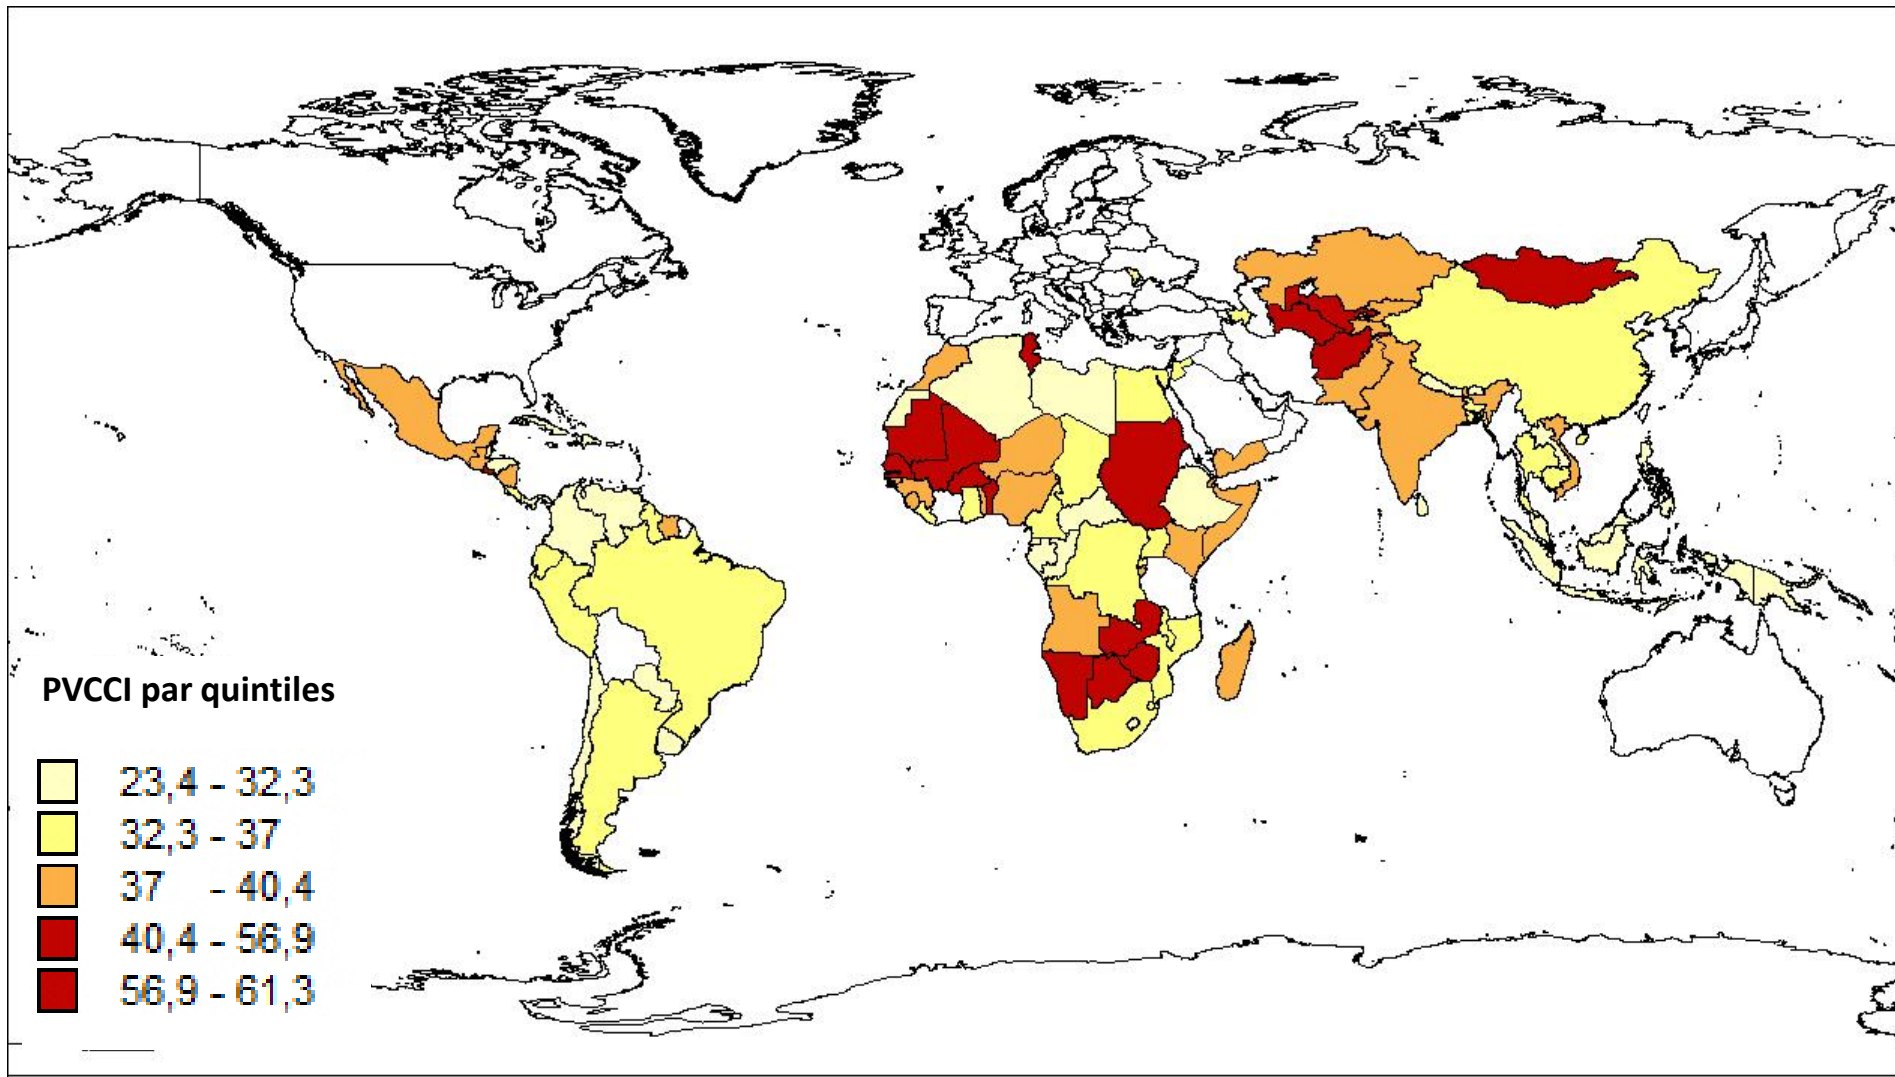 PVCCI par quintiles
23,4 - 32,3
32,3 - 37
37 - 40,4
40,4 - 56,9
56,9 - 61,3